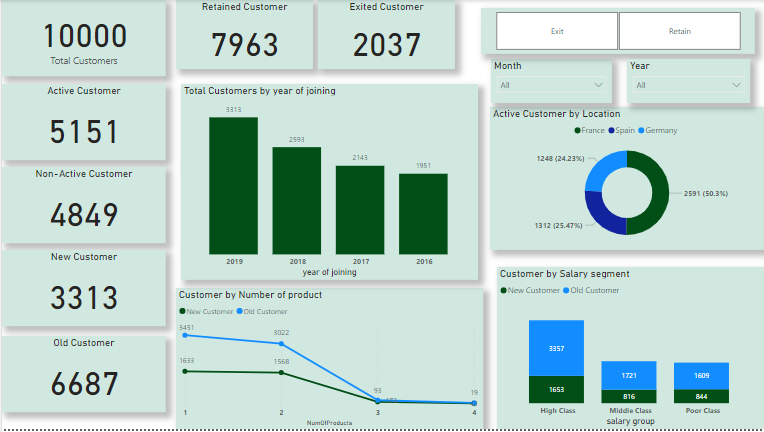 10000
Total Customers
Retained Customer
7963
Exited Customer
2037
Exit
Retain
Month
All
Year
All
Active Customer
5151
Non-Active Customer
4849
New Customer
3313
Old Customer
6687
Total Customers by year of joining
3313
2593
2143
1951
2019
2018
2017
2016
year of joining
Active Customer by Location
France Spain Germany
1248 (24.23%)
2591 (50.3%)
1312 (25.47%)
Customer by Number of product
New Customer Old Customer
3451
3022
1633
1568
93
19
1
2
3
4
NumOfProducts
Customer by Salary segment
New Customer Old Customer
3357
1653
1721
816
1609
844
High Class
Middle Class
Poor Class
salary group